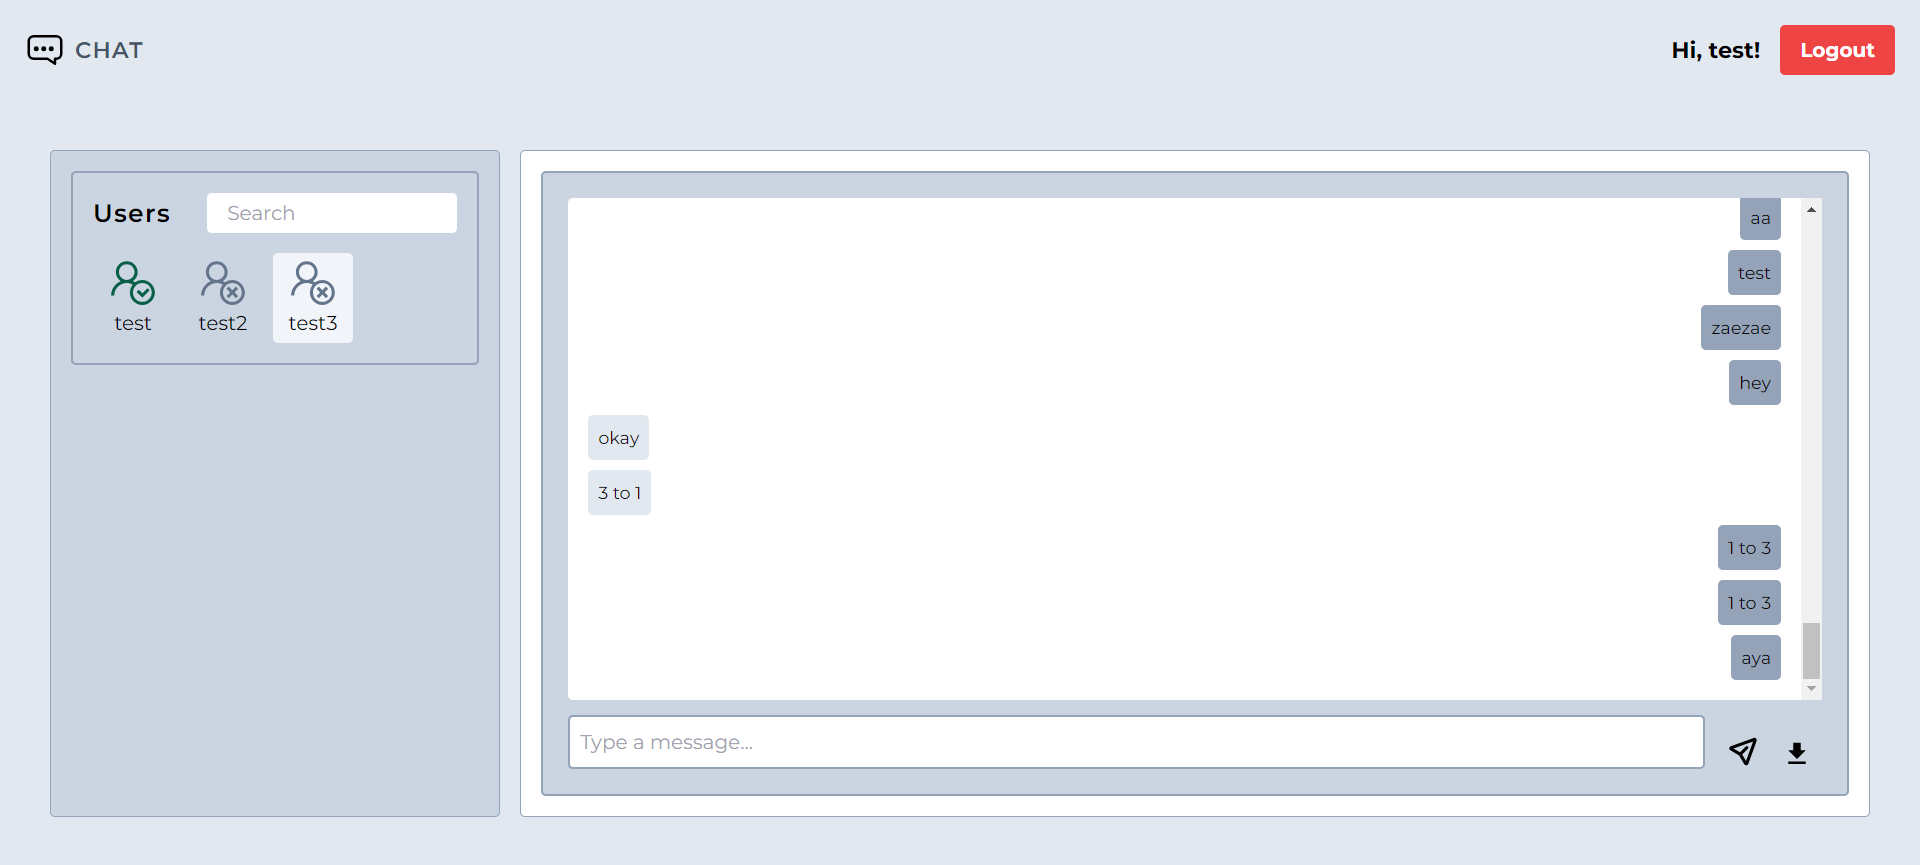 CHAT
Hi, test!
Logout
Users
Search
test
test2
test3
aa
test
zaezae
hey
okay
3 to 1
1 to 3
1 to 3
aya
Type a message...